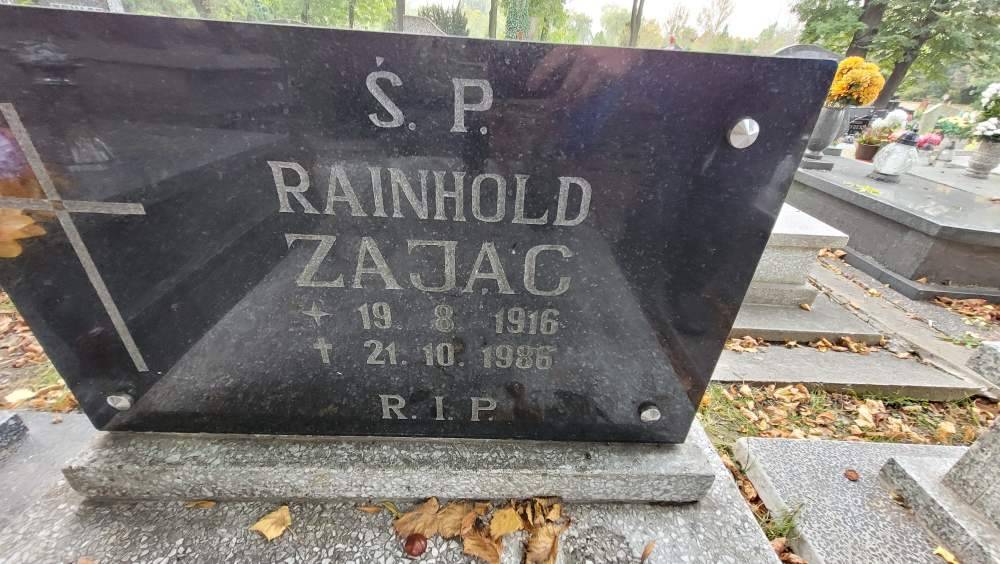 Ś. P.
RAINHOLD
ZAJAC
19. 8. 1916
21. 10. 1986
R. I. P.